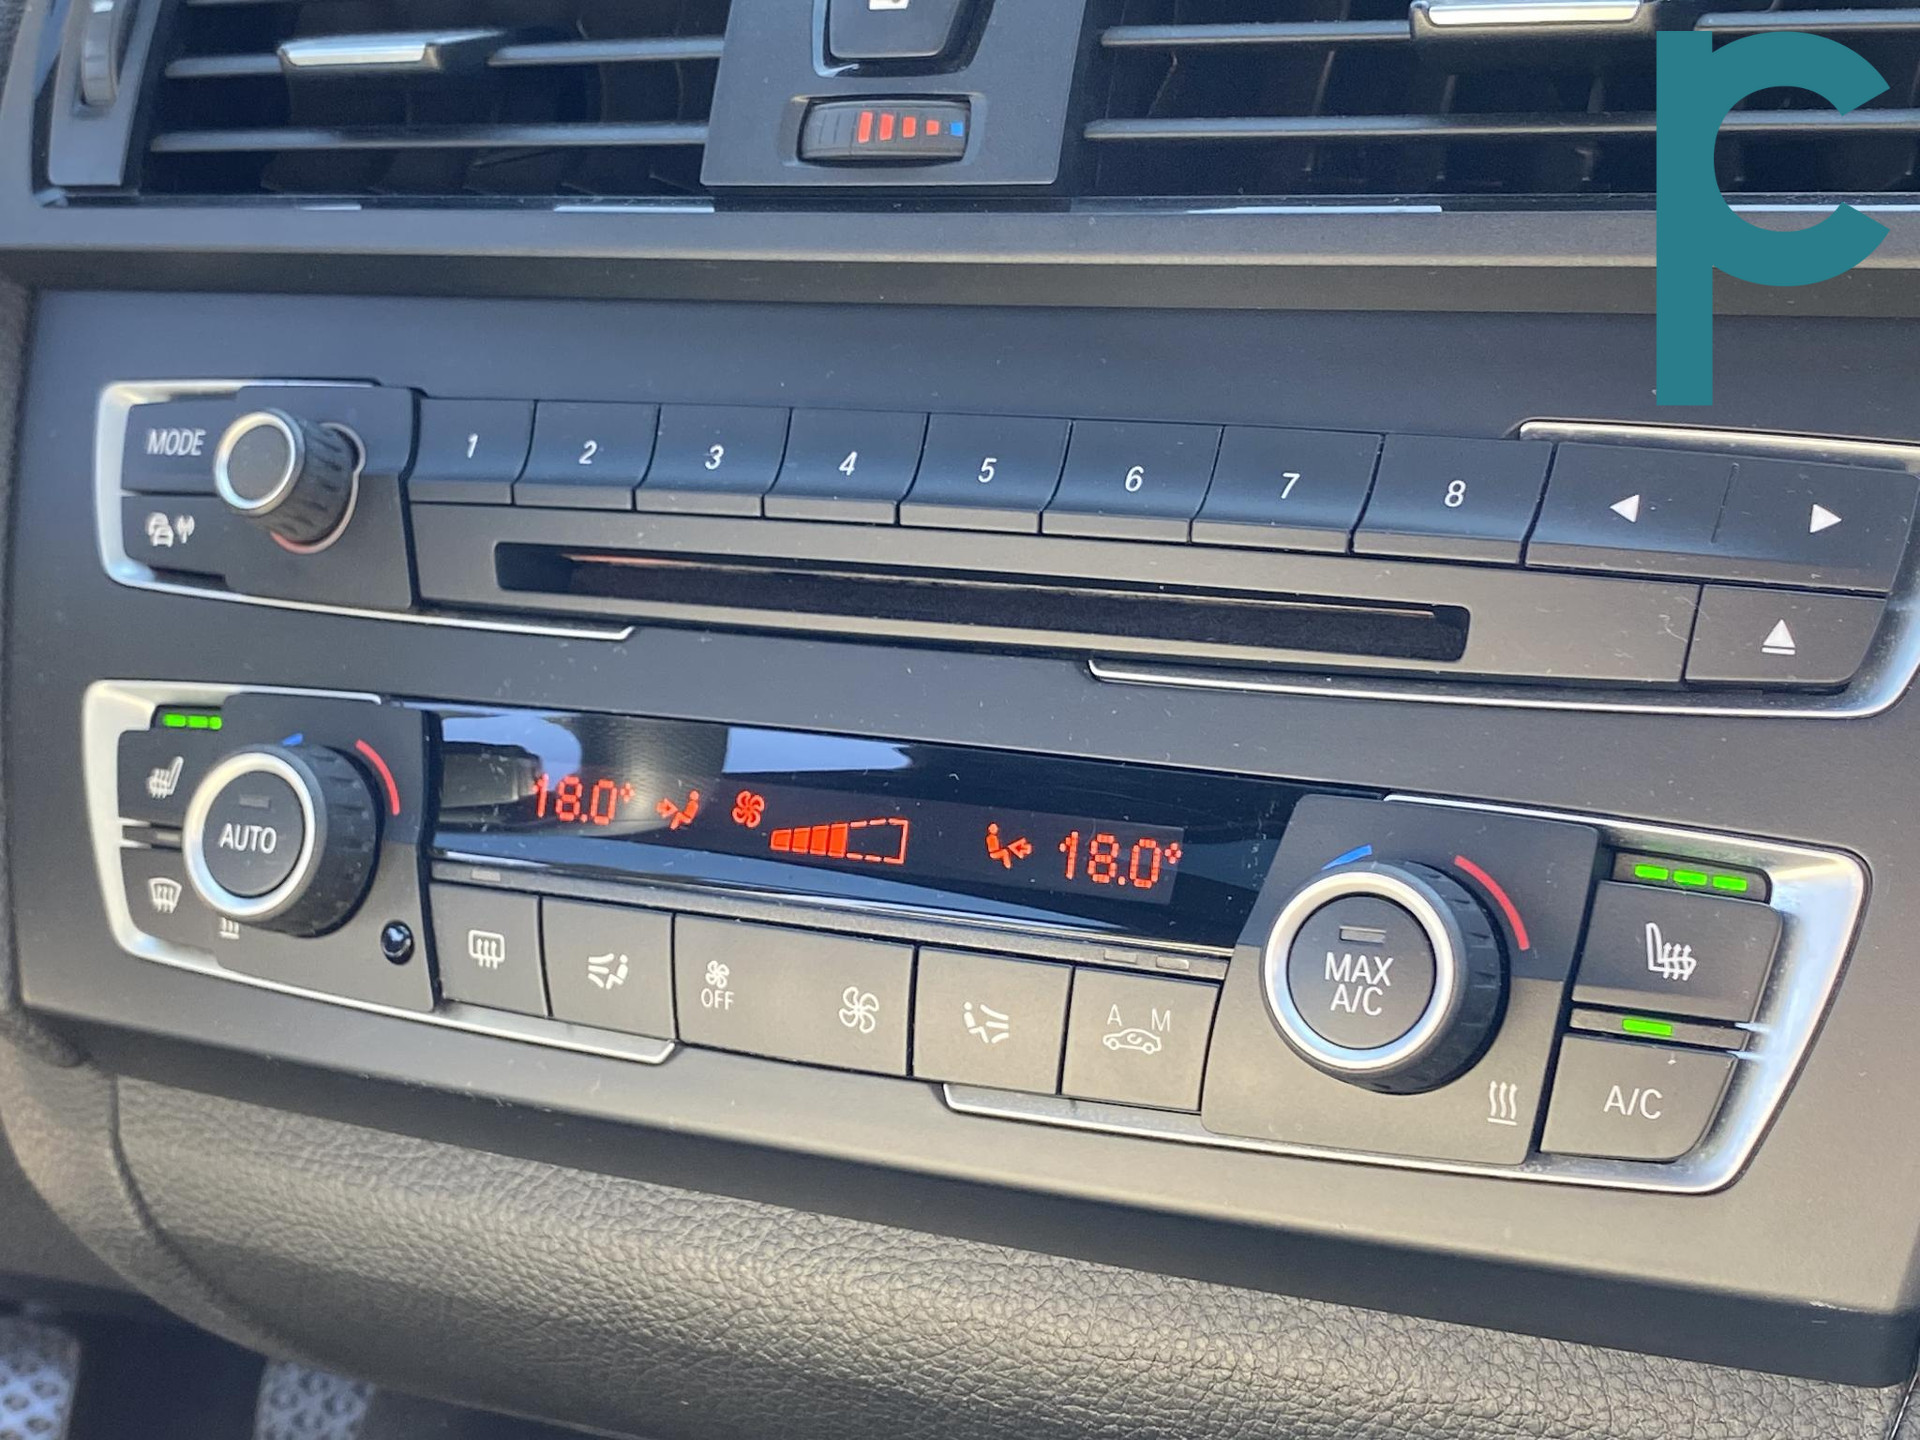 MODE
1 2 3 4 5 6 7 8
18.0° 18.0°
AUTO
OFF
A M
MAX
A/C
A/C